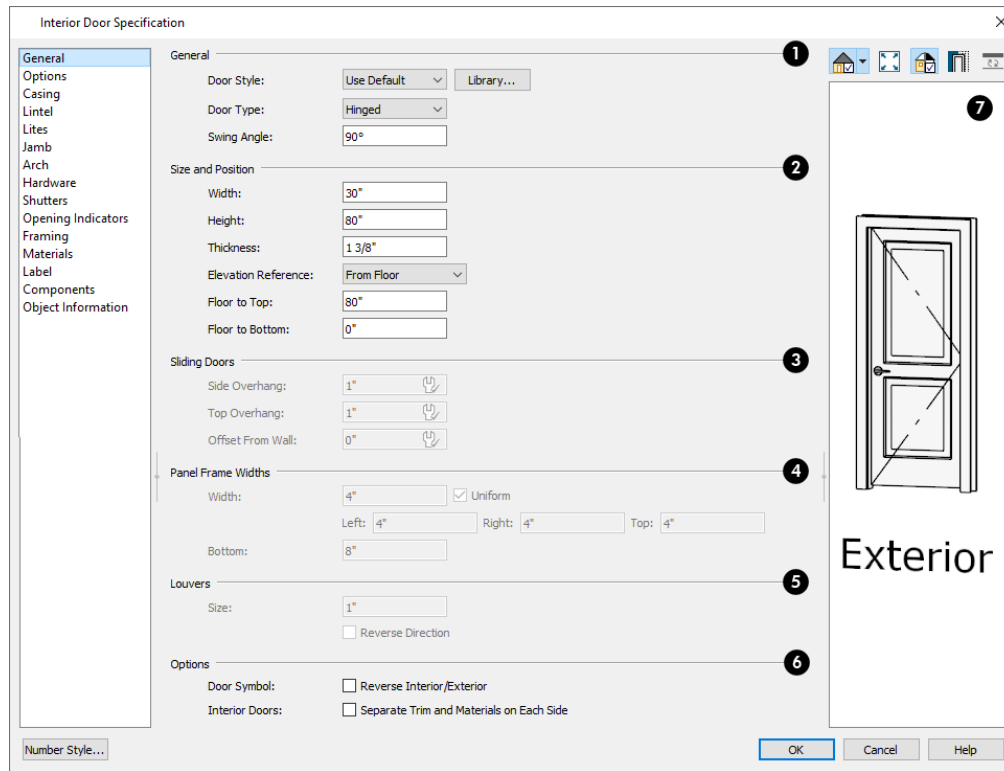 Interior Door Specification
General
Options
Casing
Lintel
Lites
Jamb
Arch
Hardware
Shutters
Opening Indicators
Framing
Materials
Label
Components
Object Information
General 1
Door Style: Use Default Library...
Door Type: Hinged
Swing Angle: 90°
Size and Position 2
Width: 30"
Height: 80"
Thickness: 1 3/8"
Elevation Reference: From Floor
Floor to Top: 80"
Floor to Bottom: 0"
Sliding Doors 3
Side Overhang: 1"
Top Overhang: 1"
Offset From Wall: 0"
Panel Frame Widths 4
Width: 4" Uniform
Left: 4" Right: 4" Top: 4"
Bottom: 8"
Louvers 5
Size: 1"
Reverse Direction
Options 6
Door Symbol: Reverse Interior/Exterior
Interior Doors: Separate Trim and Materials on Each Side
7
Exterior
Number Style... OK Cancel Help